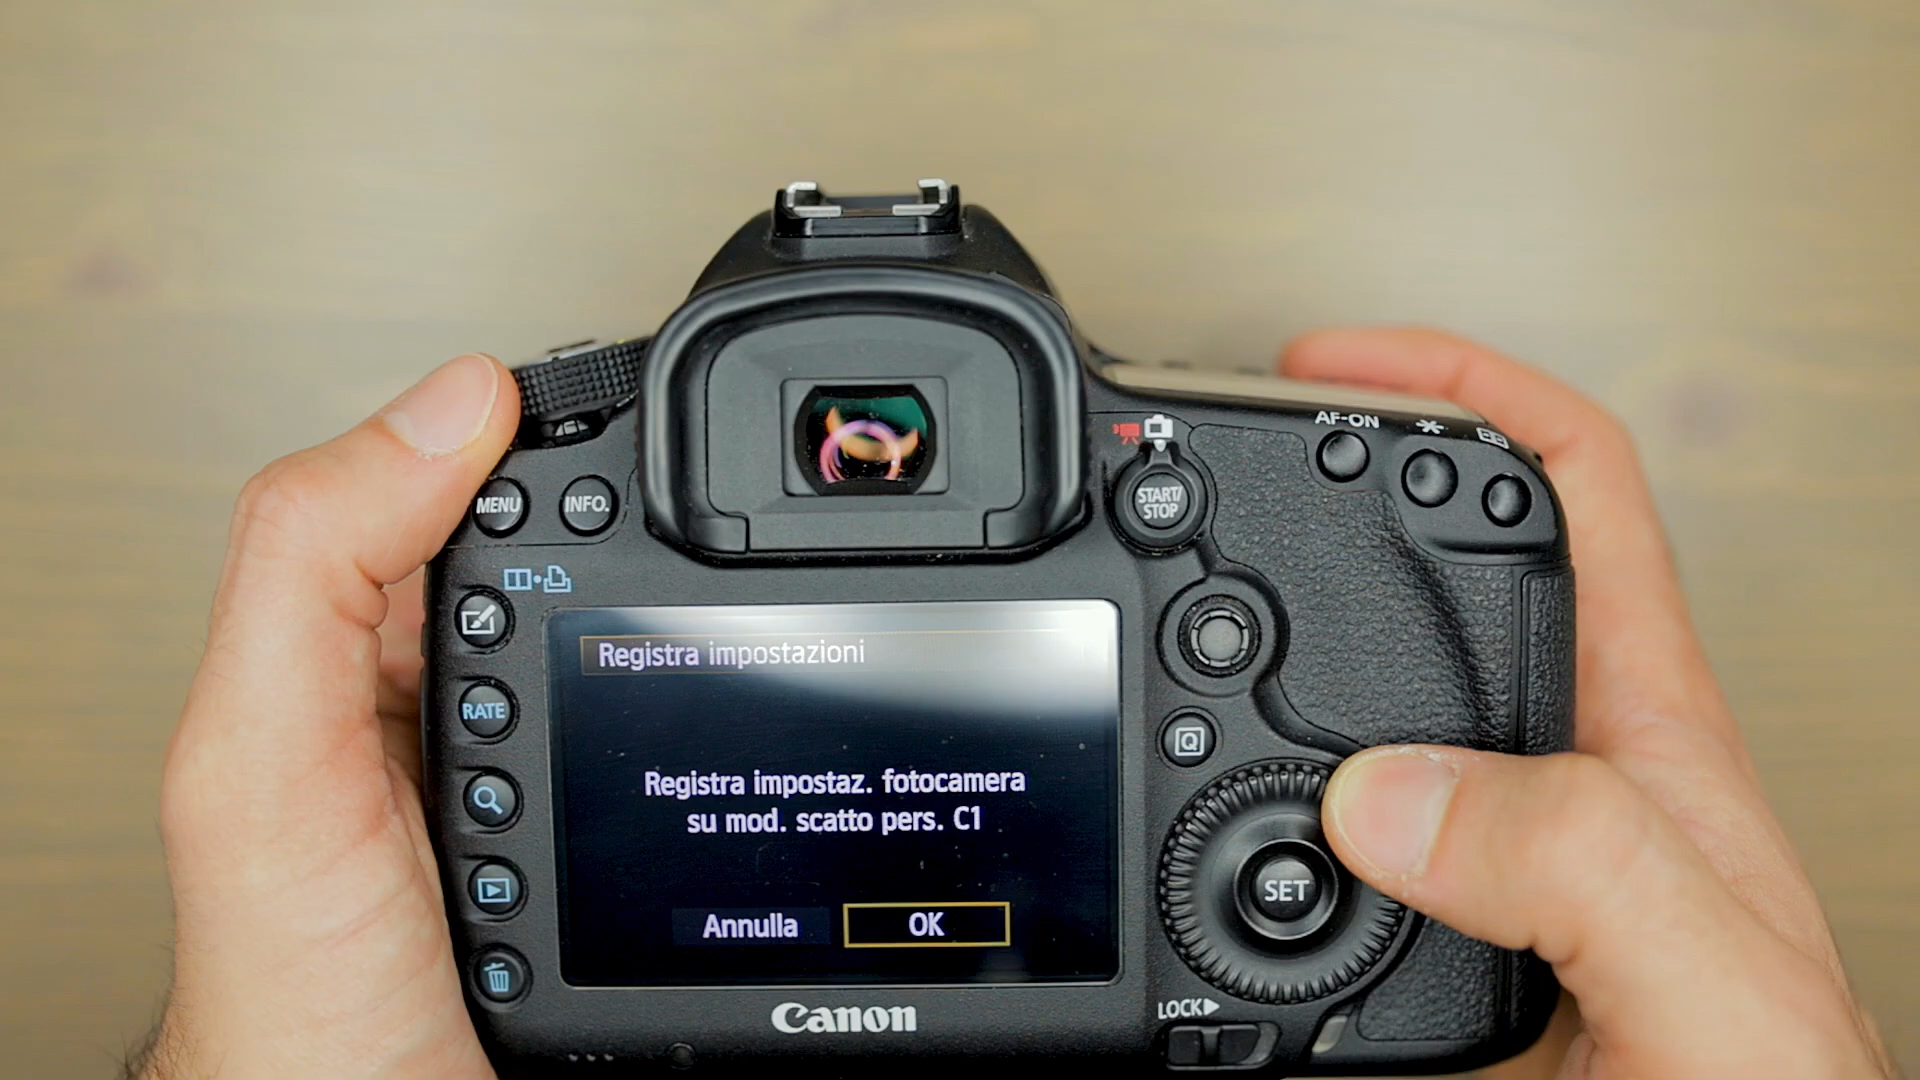 AF-ON
START/
STOP
MENU
INFO.
RATE
Registra impostazioni
Registra impostaz. fotocamera
su mod. scatto pers. C1
Annulla
OK
Q
SET
LOCK
Canon